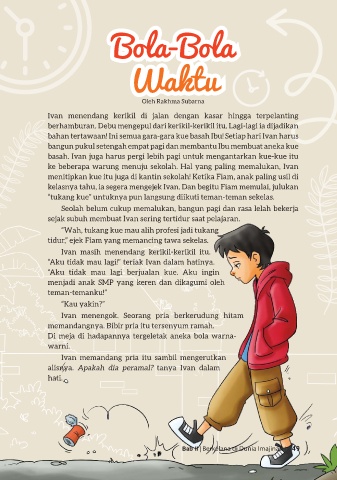 Bola-Bola
Waktu
Oleh Rakhma Subarna
Ivan menendang kerikil di jalan dengan kasar hingga terpelanting
berhamburan. Debu mengepul dari kerikil-kerikil itu. Lagi-lagi ia dijadikan
bahan tertawaan! Ini semua gara-gara kue basah Ibu! Setiap hari Ivan harus
bangun pukul setengah empat pagi dan membantu Ibu membuat aneka kue
basah. Ivan juga harus pergi lebih pagi untuk mengantarkan kue-kue itu
ke beberapa warung menuju sekolah. Hal yang paling memalukan, Ivan
menitipkan kue itu juga di kantin sekolah! Ketika Fiam, anak paling usil di
kelasnya tahu, ia segera mengejek Ivan. Dan begitu Fiam memulai, julukan
"tukang kue" untuknya pun langsung diikuti teman-teman sekelas.
Seolah belum cukup memalukan, bangun pagi dan rasa lelah bekerja
sejak subuh membuat Ivan sering tertidur saat pelajaran.
"Wah, tukang kue mau alih profesi jadi tukang
tidur," ejek Fiam yang memancing tawa sekelas.
Ivan masih menendang kerikil-kerikil itu.
"Aku tidak mau lagi!" teriak Ivan dalam hatinya.
"Aku tidak mau lagi berjualan kue. Aku ingin
menjadi anak SMP yang keren dan dikagumi oleh
teman-temanku!"
"Kau yakin?"
Ivan menengok. Seorang pria berkerudung hitam
memandangnya. Bibir pria itu tersenyum ramah.
Di meja di hadapannya tergeletak aneka bola warna-
warni.
Ivan memandang pria itu sambil mengerutkan
alisnya. Apakah dia peramal? tanya Ivan dalam
hati.
Bab II | Berkelana di Dunia Imajinasi